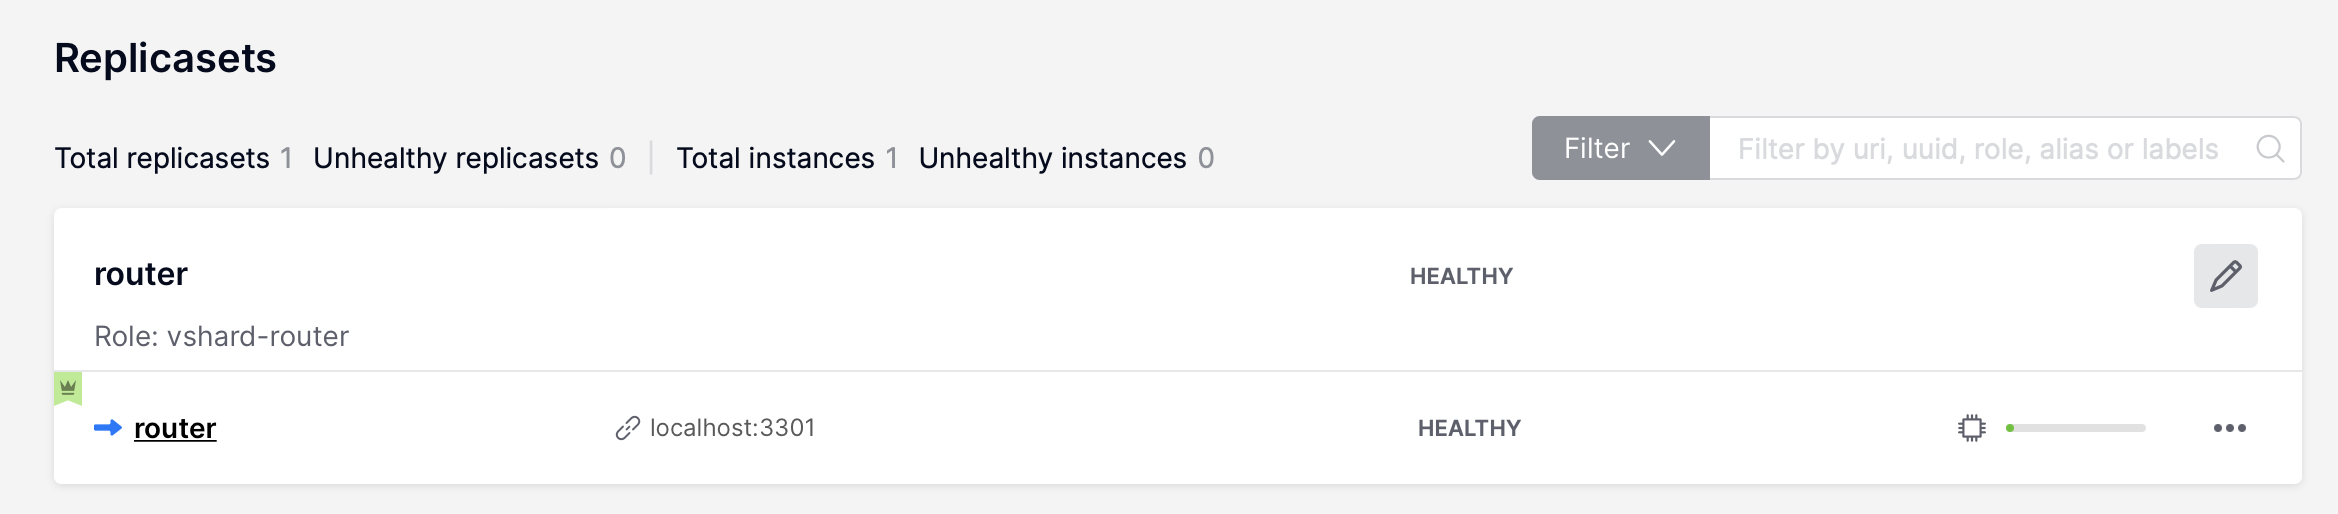 Replicasets
Total replicasets 1 Unhealthy replicasets 0 Total instances 1 Unhealthy instances 0
Filter Filter by uri, uuid, role, alias or labels
router HEALTHY
Role: vshard-router
router localhost:3301 HEALTHY